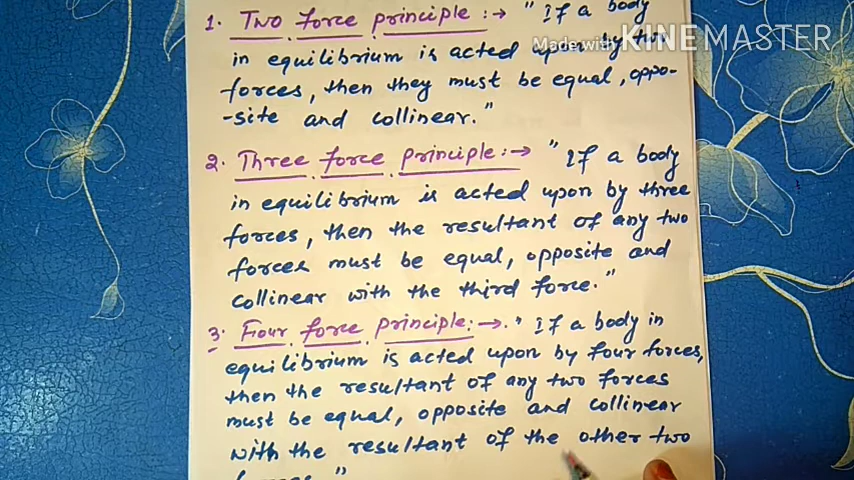 1. Two force principle :→ "If a body
Made with KINEMASTER
in equilibrium is acted upon by two
forces, then they must be equal, oppo-
-site and collinear."
2. Three force principle :→ "If a body
in equilibrium is acted upon by three
forces, then the resultant of any two
forces must be equal, opposite and
collinear with the third force."
3. Four force principle :→. "If a body in
equilibrium is acted upon by four forces,
then the resultant of any two forces
must be equal, opposite and collinear
with the resultant of the other two